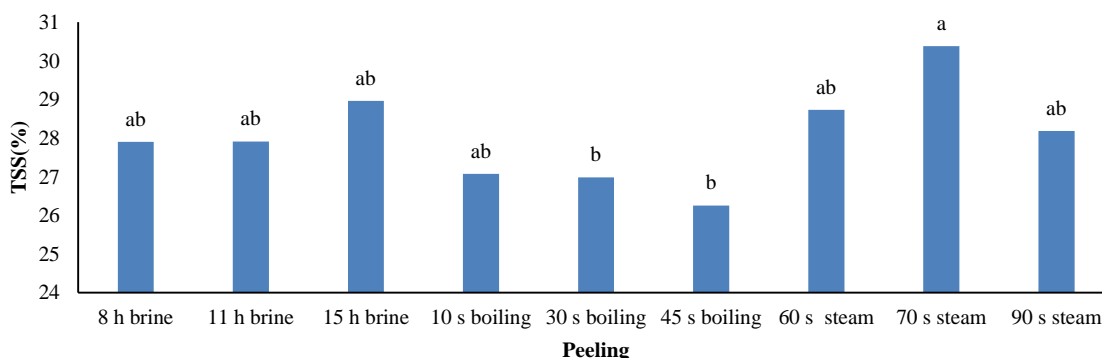 TSS(%)
31
30
29
28
27
26
25
24
ab
ab
ab
ab
b
b
ab
a
ab
8 h brine
11 h brine
15 h brine
10 s boiling
30 s boiling
45 s boiling
60 s  steam
70 s steam
90 s steam
Peeling